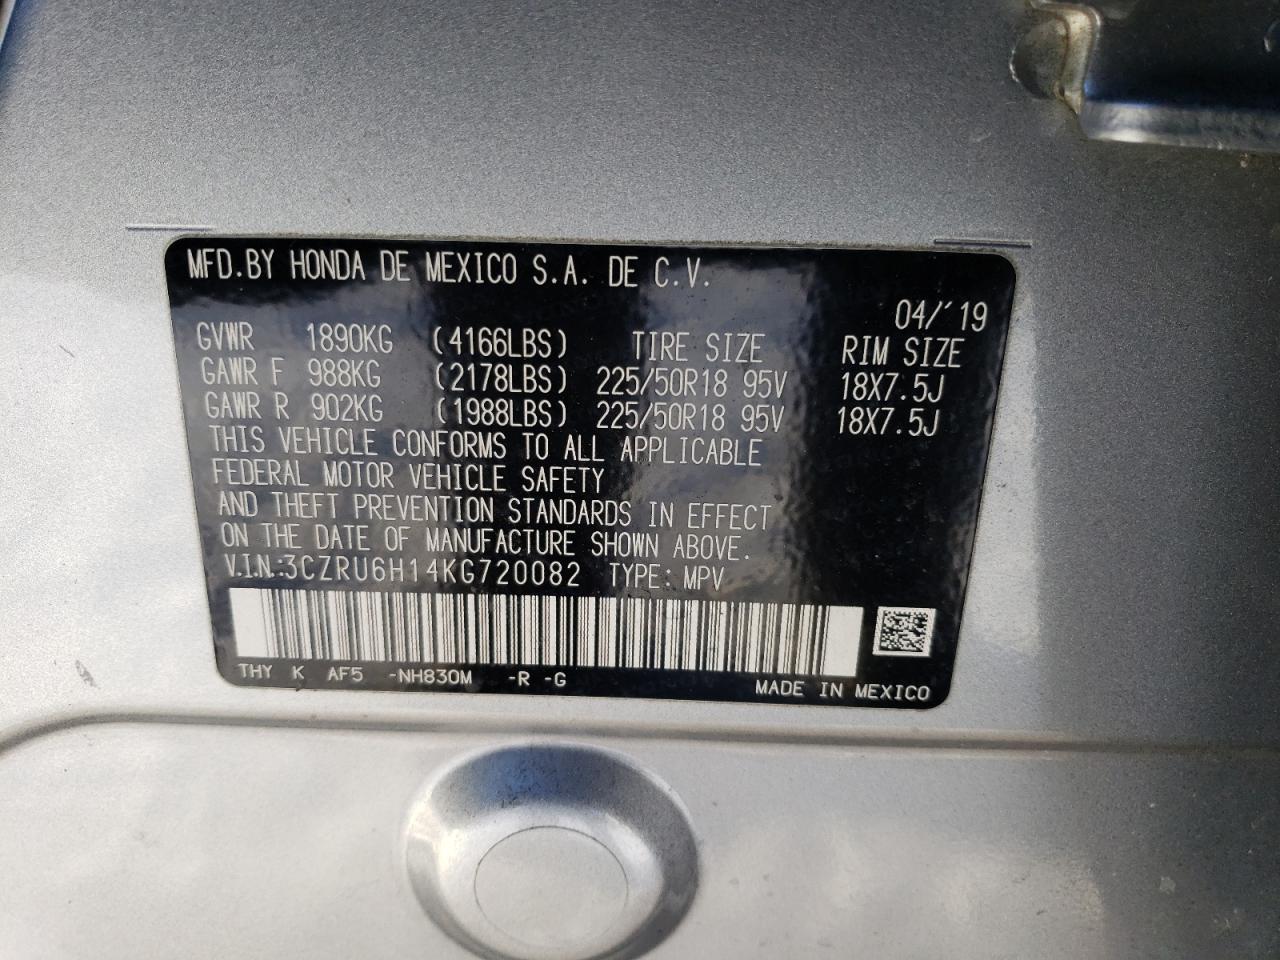 MFD.BY HONDA DE MEXICO S.A. DE C.V.
04/'19
GVWR 1890KG (4166LBS) TIRE SIZE RIM SIZE
GAWR F 988KG (2178LBS) 225/50R18 95V 18X7.5J
GAWR R 902KG (1988LBS) 225/50R18 95V 18X7.5J
THIS VEHICLE CONFORMS TO ALL APPLICABLE
FEDERAL MOTOR VEHICLE SAFETY
AND THEFT PREVENTION STANDARDS IN EFFECT
ON THE DATE OF MANUFACTURE SHOWN ABOVE.
V.I.N.:3CZRU6H14KG720082 TYPE: MPV
THY K AF5 -NH830M -R -G
MADE IN MEXICO